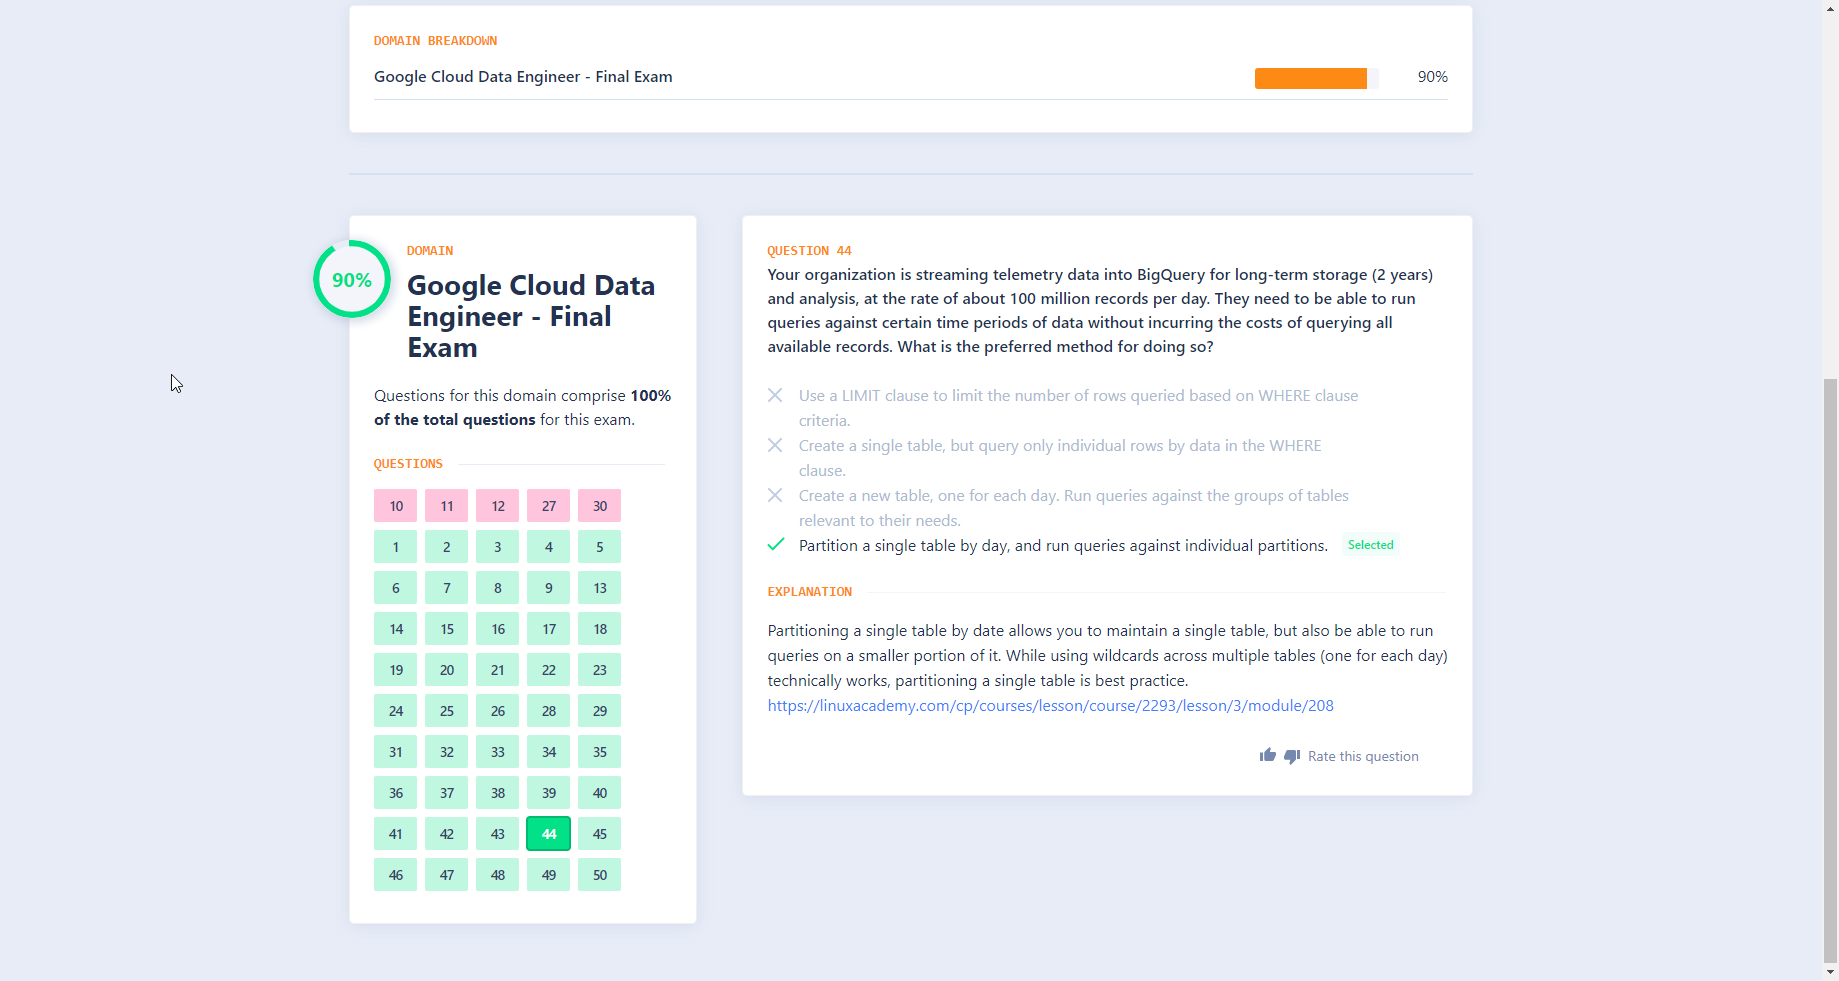 DOMAIN BREAKDOWN
Google Cloud Data Engineer - Final Exam
90%
90%
DOMAIN
Google Cloud Data
Engineer - Final
Exam
Questions for this domain comprise 100%
of the total questions for this exam.
QUESTIONS
10 11 12 27 30
1 2 3 4 5
6 7 8 9 13
14 15 16 17 18
19 20 21 22 23
24 25 26 28 29
31 32 33 34 35
36 37 38 39 40
41 42 43 44 45
46 47 48 49 50
QUESTION 44
Your organization is streaming telemetry data into BigQuery for long-term storage (2 years)
and analysis, at the rate of about 100 million records per day. They need to be able to run
queries against certain time periods of data without incurring the costs of querying all
available records. What is the preferred method for doing so?
Use a LIMIT clause to limit the number of rows queried based on WHERE clause
criteria.
Create a single table, but query only individual rows by data in the WHERE
clause.
Create a new table, one for each day. Run queries against the groups of tables
relevant to their needs.
Partition a single table by day, and run queries against individual partitions. Selected
EXPLANATION
Partitioning a single table by date allows you to maintain a single table, but also be able to run
queries on a smaller portion of it. While using wildcards across multiple tables (one for each day)
technically works, partitioning a single table is best practice.
https://linuxacademy.com/cp/courses/lesson/course/2293/lesson/3/module/208
Rate this question